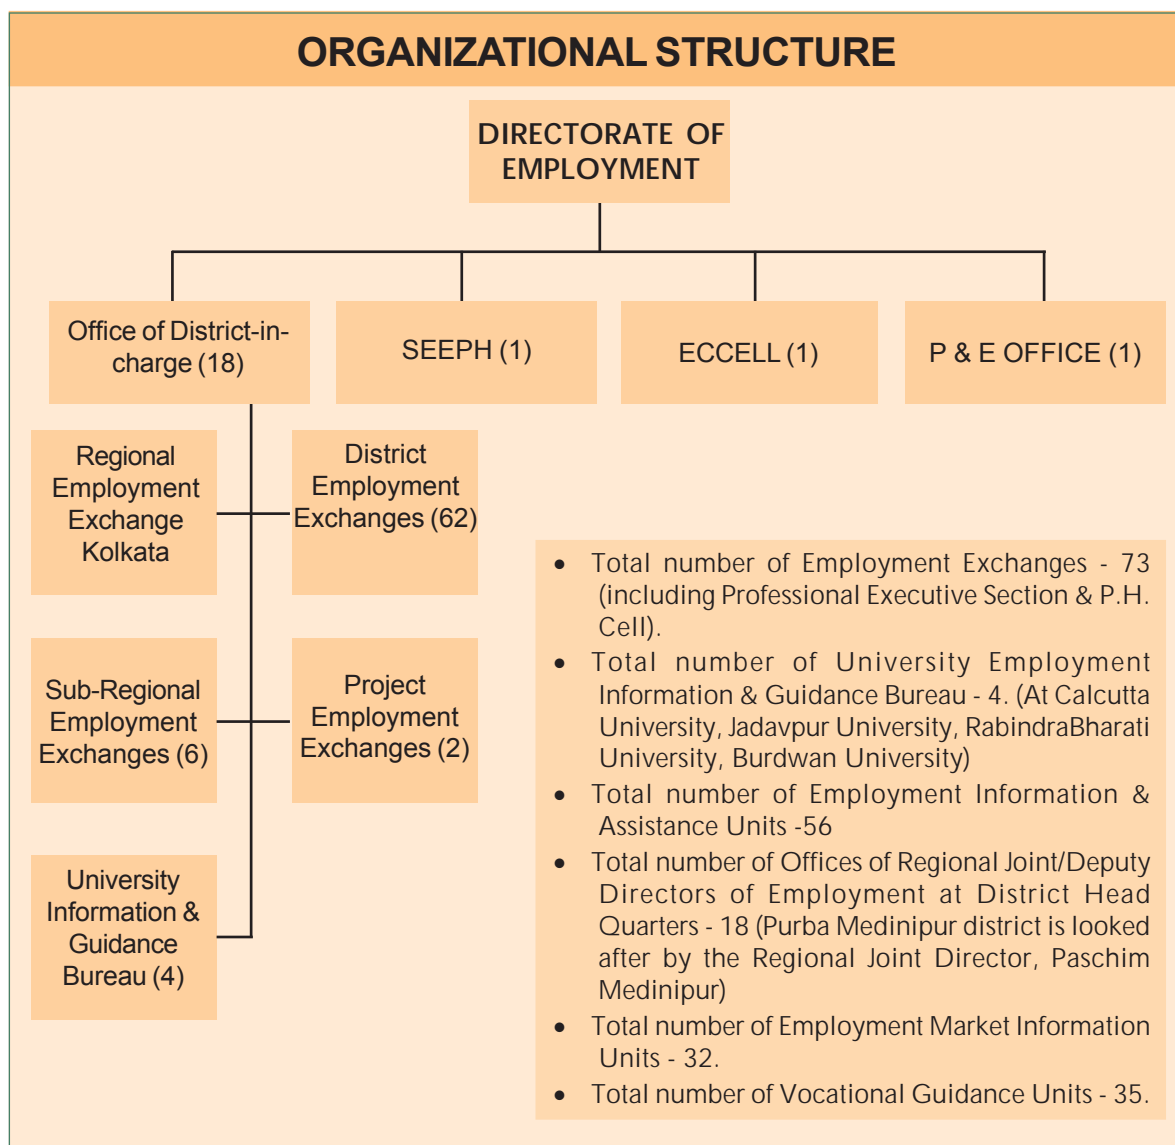 ORGANIZATIONAL STRUCTURE
DIRECTORATE OF
EMPLOYMENT
Office of District-in-
charge (18)
SEEPH (1)
ECCELL (1)
P & E OFFICE (1)
Regional
Employment
Exchange
Kolkata
District
Employment
Exchanges (62)
Sub-Regional
Employment
Exchanges (6)
Project
Employment
Exchanges (2)
University
Information &
Guidance
Bureau (4)
• Total number of Employment Exchanges - 73
(including Professional Executive Section & P.H.
Cell).
• Total number of University Employment
Information & Guidance Bureau - 4. (At Calcutta
University, Jadavpur University, RabindraBharati
University, Burdwan University)
• Total number of Employment Information &
Assistance Units -56
• Total number of Offices of Regional Joint/Deputy
Directors of Employment at District Head
Quarters - 18 (Purba Medinipur district is looked
after by the Regional Joint Director, Paschim
Medinipur)
• Total number of Employment Market Information
Units - 32.
• Total number of Vocational Guidance Units - 35.